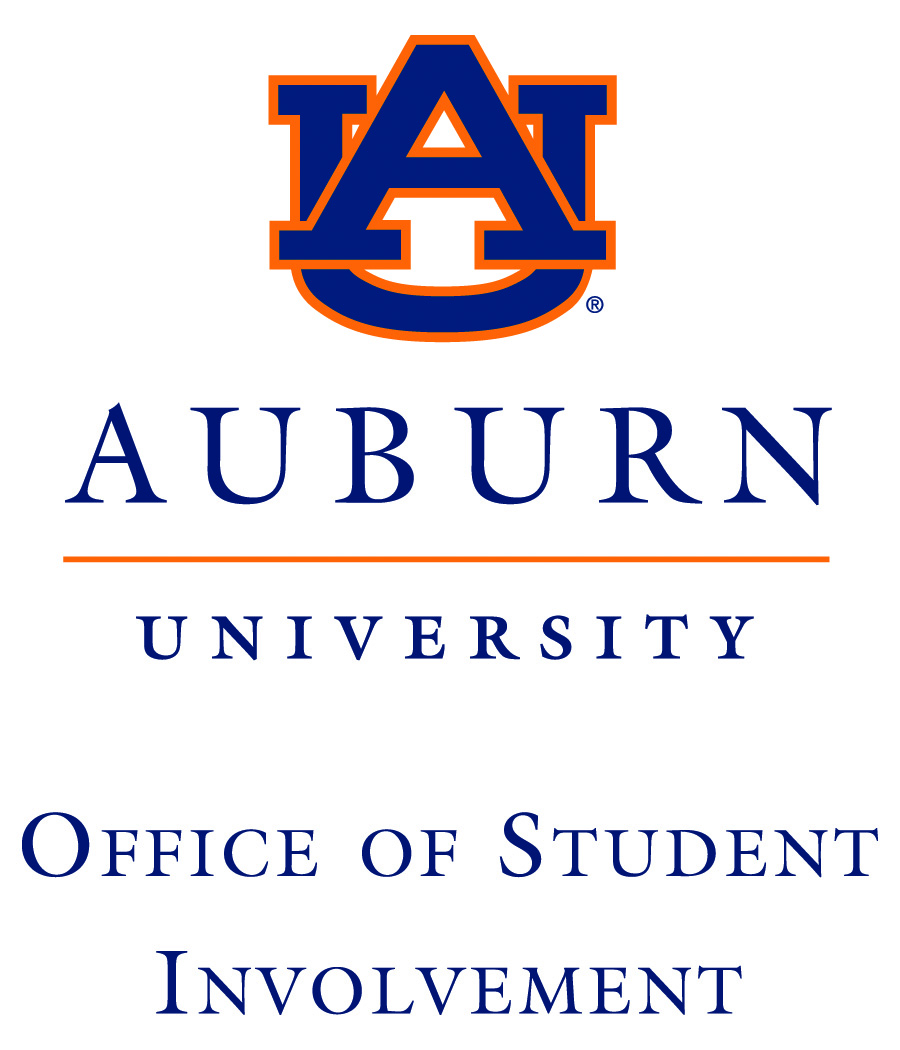 AU®
AUBURN
UNIVERSITY
OFFICE OF STUDENT
INVOLVEMENT